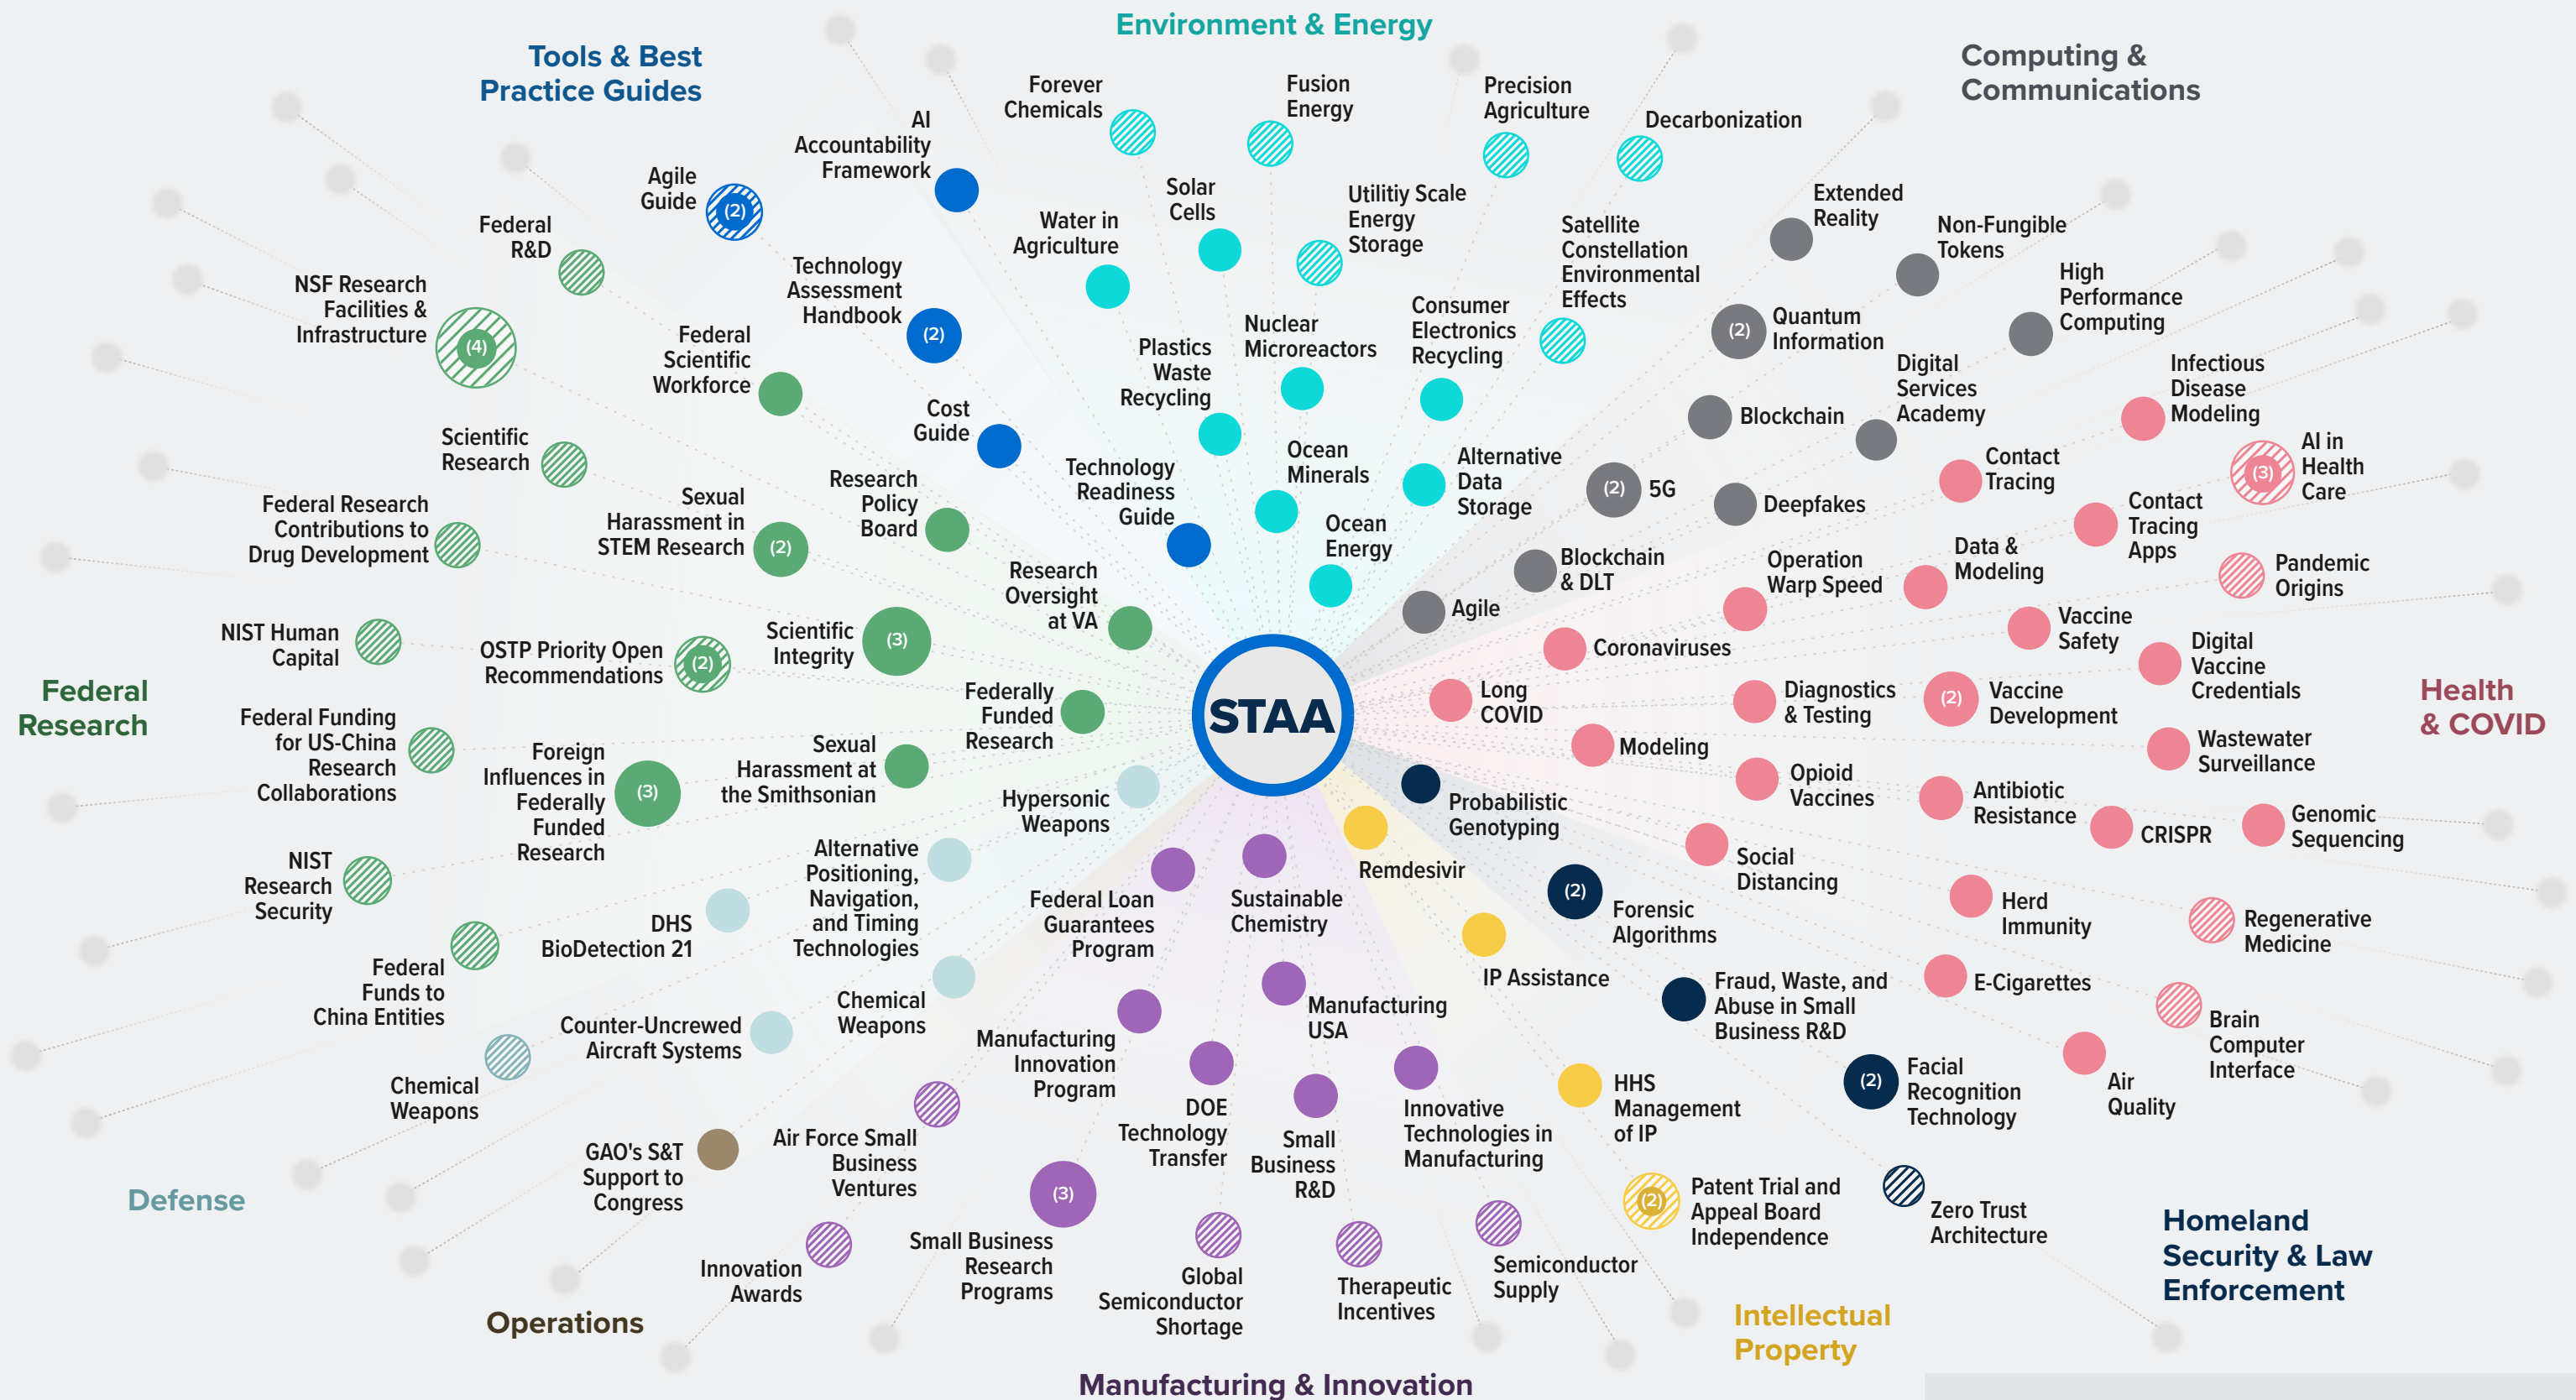 Environment & Energy
Tools & Best
Practice Guides
Computing &
Communications
Forever
Chemicals
Fusion
Energy
Precision
Agriculture
Decarbonization
AI
Accountability
Framework
Agile
Guide
(2)
Solar
Cells
Utilitiy Scale
Energy
Storage
Water in
Agriculture
Satellite
Constellation
Environmental
Effects
Extended
Reality
Non-Fungible
Tokens
Federal
R&D
NSF Research
Facilities &
Infrastructure
(4)
Technology
Assessment
Handbook
(2)
Federal
Scientific
Workforce
Plastics
Waste
Recycling
Nuclear
Microreactors
Consumer
Electronics
Recycling
(2)
Quantum
Information
High
Performance
Computing
Digital
Services
Academy
Infectious
Disease
Modeling
Cost
Guide
Blockchain
Scientific
Research
Federal Research
Contributions to
Drug Development
Sexual
Harassment in
STEM Research
(2)
Research
Policy
Board
Technology
Readiness
Guide
Ocean
Minerals
Ocean
Energy
Alternative
Data
Storage
(2)
5G
Deepfakes
Contact
Tracing
AI in
Health
Care
(3)
Contact
Tracing
Apps
Blockchain
& DLT
Agile
Operation
Warp Speed
Data &
Modeling
Pandemic
Origins
Research
Oversight
at VA
NIST Human
Capital
OSTP Priority Open
Recommendations
(2)
Scientific
Integrity
(3)
Coronaviruses
Vaccine
Safety
Digital
Vaccine
Credentials
Federal
Research
Federally
Funded
Research
STAA
Long
COVID
Diagnostics
& Testing
(2)
Vaccine
Development
Health
& COVID
Federal Funding
for US-China
Research
Collaborations
Foreign
Influences in
Federally
Funded
Research
(3)
Sexual
Harassment at
the Smithsonian
Modeling
Wastewater
Surveillance
Hypersonic
Weapons
Probabilistic
Genotyping
Opioid
Vaccines
Antibiotic
Resistance
CRISPR
Genomic
Sequencing
NIST
Research
Security
Alternative
Positioning,
Navigation,
and Timing
Technologies
DHS
BioDetection 21
Federal Loan
Guarantees
Program
Sustainable
Chemistry
Remdesivir
(2)
Forensic
Algorithms
Social
Distancing
Herd
Immunity
Regenerative
Medicine
Federal
Funds to
China Entities
Chemical
Weapons
Counter-Uncrewed
Aircraft Systems
Chemical
Weapons
Manufacturing
Innovation
Program
Manufacturing
USA
IP Assistance
Fraud, Waste, and
Abuse in Small
Business R&D
E-Cigarettes
Brain
Computer
Interface
Air
Quality
(2)
Facial
Recognition
Technology
HHS
Management
of IP
DOE
Technology
Transfer
Small
Business
R&D
Innovative
Technologies in
Manufacturing
Defense
GAO's S&T
Support to
Congress
Air Force Small
Business
Ventures
(3)
Small Business
Research
Programs
Innovation
Awards
Global
Semiconductor
Shortage
Therapeutic
Incentives
Semiconductor
Supply
(2)
Patent Trial and
Appeal Board
Independence
Zero Trust
Architecture
Homeland
Security & Law
Enforcement
Operations
Intellectual
Property
Manufacturing & Innovation